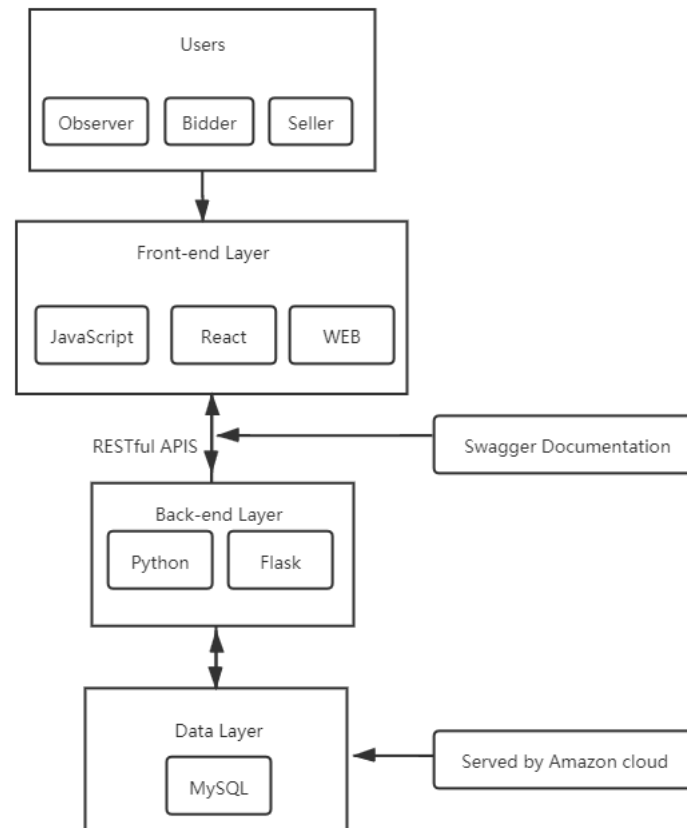 Users
Observer
Bidder
Seller
Front-end Layer
JavaScript
React
WEB
RESTful APIS
Swagger Documentation
Back-end Layer
Python
Flask
Data Layer
MySQL
Served by Amazon cloud